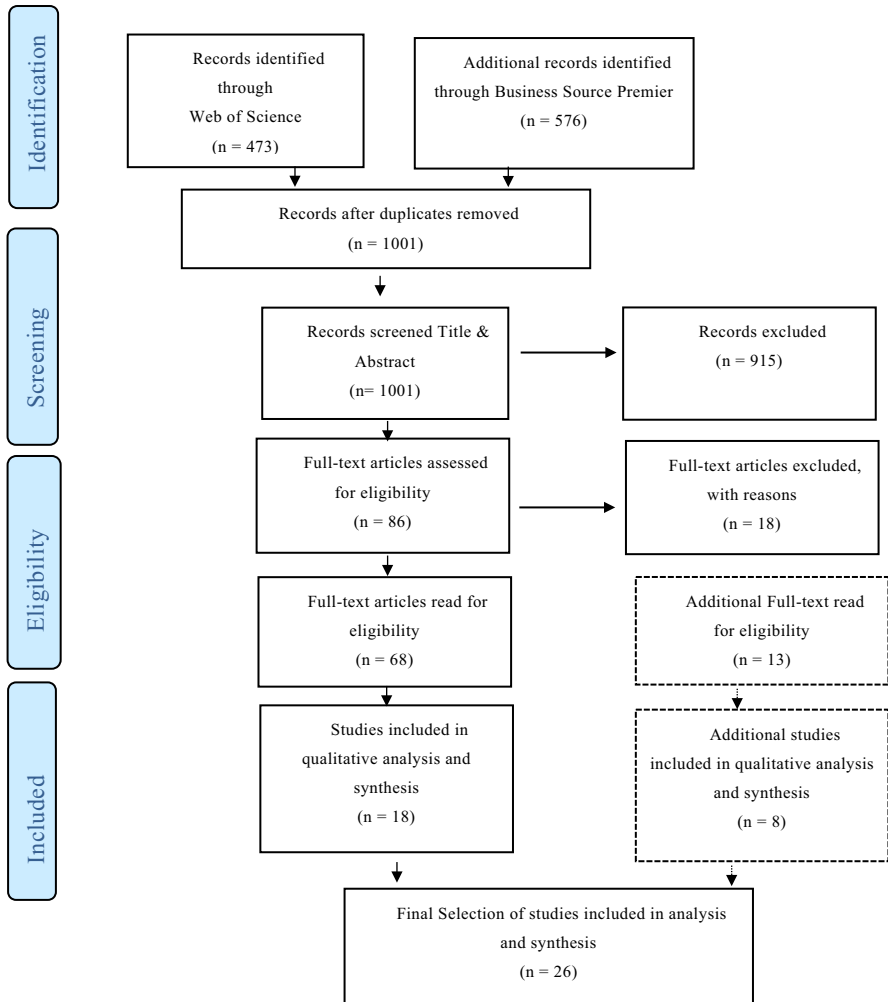 Identification
Records identified
through
Web of Science
(n = 473)
Additional records identified
through Business Source Premier
(n = 576)
Records after duplicates removed
(n = 1001)
Screening
Records screened Title &
Abstract
(n= 1001)
Records excluded
(n = 915)
Eligibility
Full-text articles assessed
for eligibility
(n = 86)
Full-text articles excluded,
with reasons
(n = 18)
Full-text articles read for
eligibility
(n = 68)
Additional Full-text read
for eligibility
(n = 13)
Included
Studies included in
qualitative analysis and
synthesis
(n = 18)
Additional studies
included in qualitative analysis
and synthesis
(n = 8)
Final Selection of studies included in analysis
and synthesis
(n = 26)